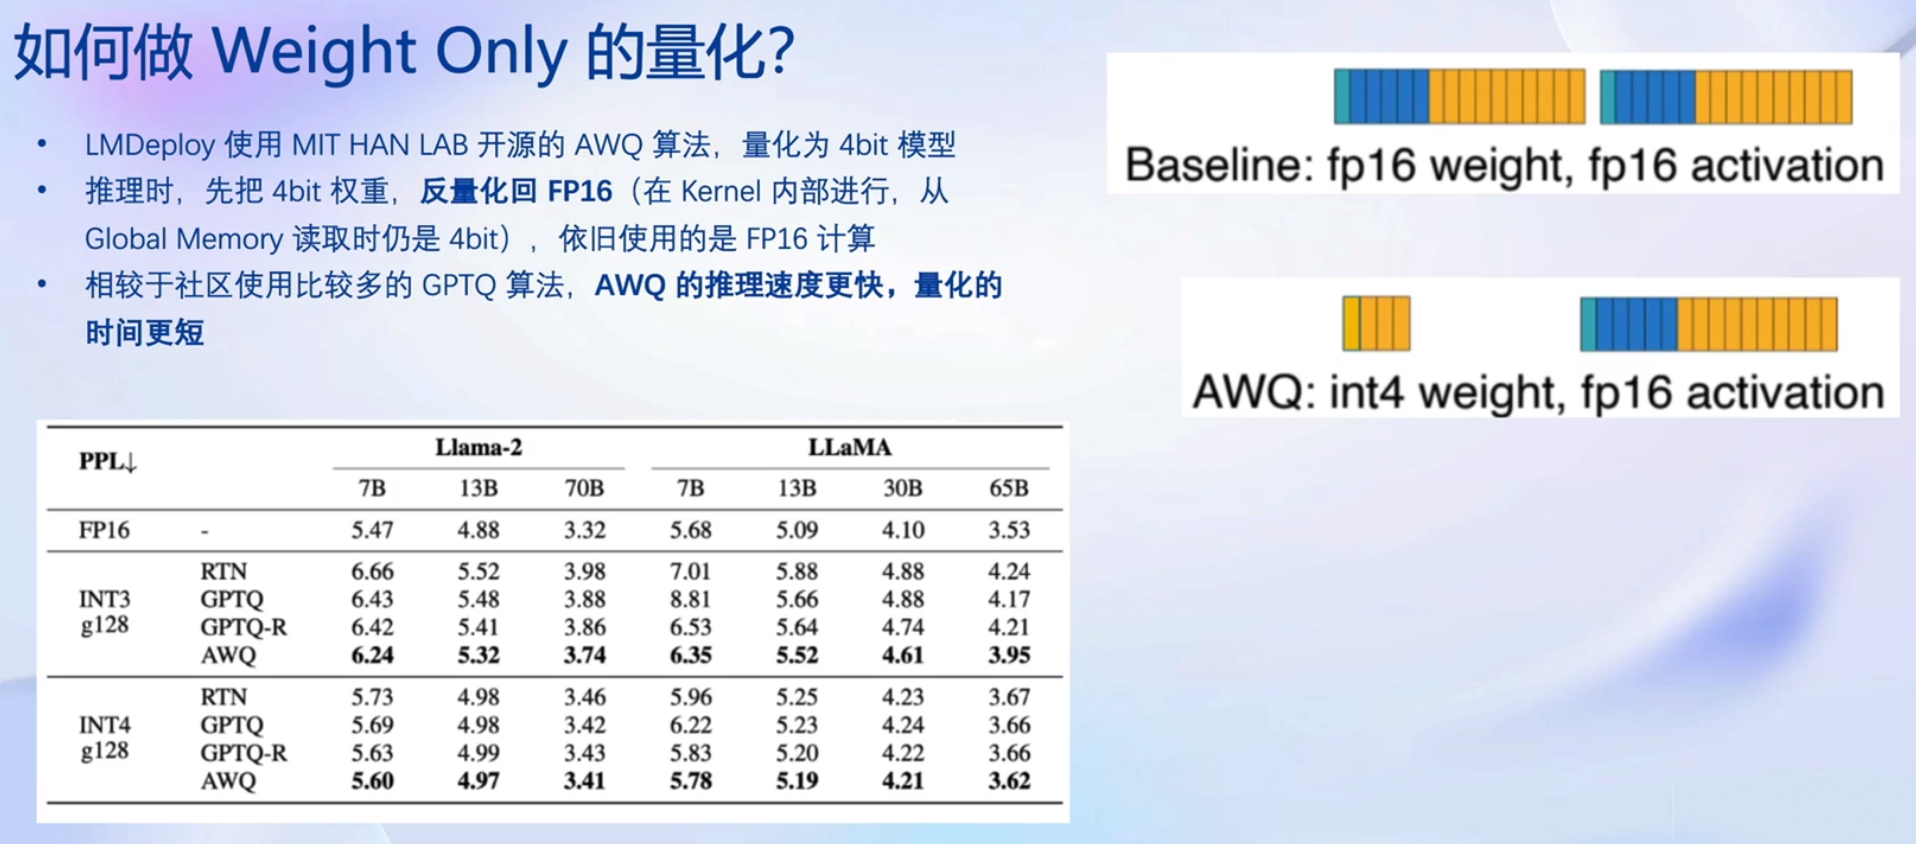 如何做 Weight Only 的量化？
• LMDeploy 使用 MIT HAN LAB 开源的 AWQ 算法，量化为 4bit 模型
• 推理时，先把 4bit 权重，反量化回 FP16（在 Kernel 内部进行，从
Global Memory 读取时仍是 4bit），依旧使用的是 FP16 计算
• 相较于社区使用比较多的 GPTQ 算法，AWQ 的推理速度更快，量化的
时间更短
Baseline: fp16 weight, fp16 activation
AWQ: int4 weight, fp16 activation
PPL↓ Llama-2 LLaMA
7B 13B 70B 7B 13B 30B 65B
FP16 - 5.47 4.88 3.32 5.68 5.09 4.10 3.53
INT3 g128
RTN 6.66 5.52 3.98 7.01 5.88 4.88 4.24
GPTQ 6.43 5.48 3.88 8.81 5.66 4.88 4.17
GPTQ-R 6.42 5.41 3.86 6.53 5.64 4.74 4.21
AWQ 6.24 5.32 3.74 6.35 5.52 4.61 3.95
INT4 g128
RTN 5.73 4.98 3.46 5.96 5.25 4.23 3.67
GPTQ 5.69 4.98 3.42 6.22 5.23 4.24 3.66
GPTQ-R 5.63 4.99 3.43 5.83 5.20 4.22 3.66
AWQ 5.60 4.97 3.41 5.78 5.19 4.21 3.62